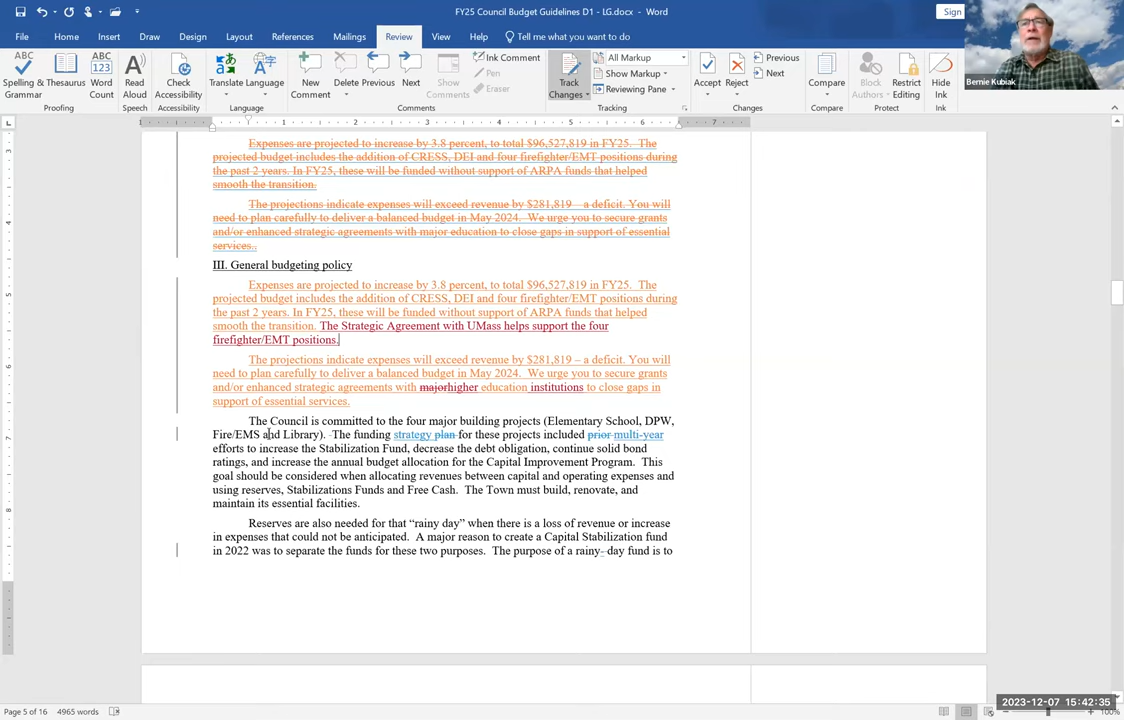 FY25 Council Budget Guidelines D1 - LG.docx - Word
Sign
File Home Insert Draw Design Layout References Mailings Review View Help Tell me what you want to do
Bernie Kubiak
Spelling & Grammar
Thesaurus
Word Count
Read Aloud
Check Accessibility
Translate
Language
New Comment
Delete
Previous
Next
Show Comments
Ink Comment
Pen
Eraser
Track Changes
All Markup
Show Markup
Reviewing Pane
Accept
Reject
Previous
Next
Compare
Block Authors
Restrict Editing
Hide Ink
Proofing Speech Accessibility Language Comments Tracking Changes Compare Protect Ink
1 1 2 3 4 5 6 7
Expenses are projected to increase by 3.8 percent, to total $96,527,819 in FY25. The
projected budget includes the addition of CRESS, DEI and four firefighter/EMT positions during
the past 2 years. In FY25, these will be funded without support of ARPA funds that helped
smooth the transition.
The projections indicate expenses will exceed revenue by $281,819 – a deficit. You will
need to plan carefully to deliver a balanced budget in May 2024. We urge you to secure grants
and/or enhanced strategic agreements with major education to close gaps in support of essential
services..
III. General budgeting policy
Expenses are projected to increase by 3.8 percent, to total $96,527,819 in FY25. The
projected budget includes the addition of CRESS, DEI and four firefighter/EMT positions during
the past 2 years. In FY25, these will be funded without support of ARPA funds that helped
smooth the transition. The Strategic Agreement with UMass helps support the four
firefighter/EMT positions.
The projections indicate expenses will exceed revenue by $281,819 – a deficit. You will
need to plan carefully to deliver a balanced budget in May 2024. We urge you to secure grants
and/or enhanced strategic agreements with majorhigher education institutions to close gaps in
support of essential services.
The Council is committed to the four major building projects (Elementary School, DPW,
Fire/EMS and Library). The funding strategy plan for these projects included prior multi-year
efforts to increase the Stabilization Fund, decrease the debt obligation, continue solid bond
ratings, and increase the annual budget allocation for the Capital Improvement Program. This
goal should be considered when allocating revenues between capital and operating expenses and
using reserves, Stabilizations Funds and Free Cash. The Town must build, renovate, and
maintain its essential facilities.
Reserves are also needed for that “rainy day” when there is a loss of revenue or increase
in expenses that could not be anticipated. A major reason to create a Capital Stabilization fund
in 2022 was to separate the funds for these two purposes. The purpose of a rainy- day fund is to
3
4
5
6
7
8
Page 5 of 16 4965 words
2023-12-07 15:42:35
100%